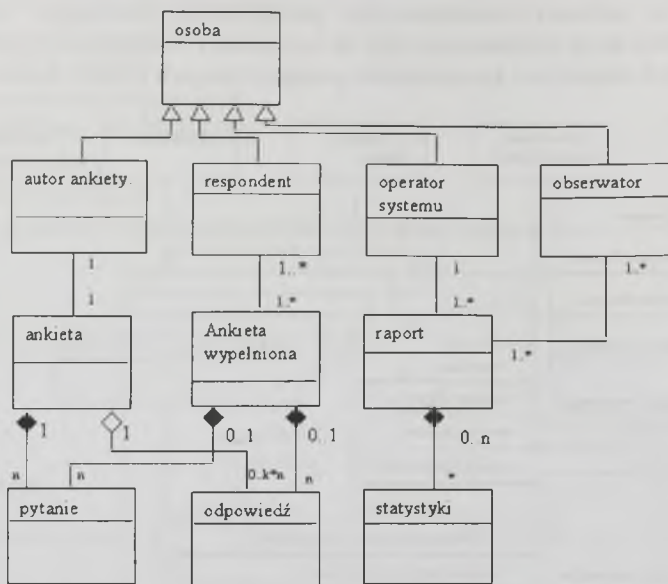 osoba
autor ankiety
respondent
operator
systemu
obserwator
1
1..*
1
1..*
1
1..*
1..*
ankieta
Ankieta
wypełniona
raport
1..*
1
1
0..1
0..1
0..n
n
n
0..k*n
n
*
pytanie
odpowiedź
statystyki